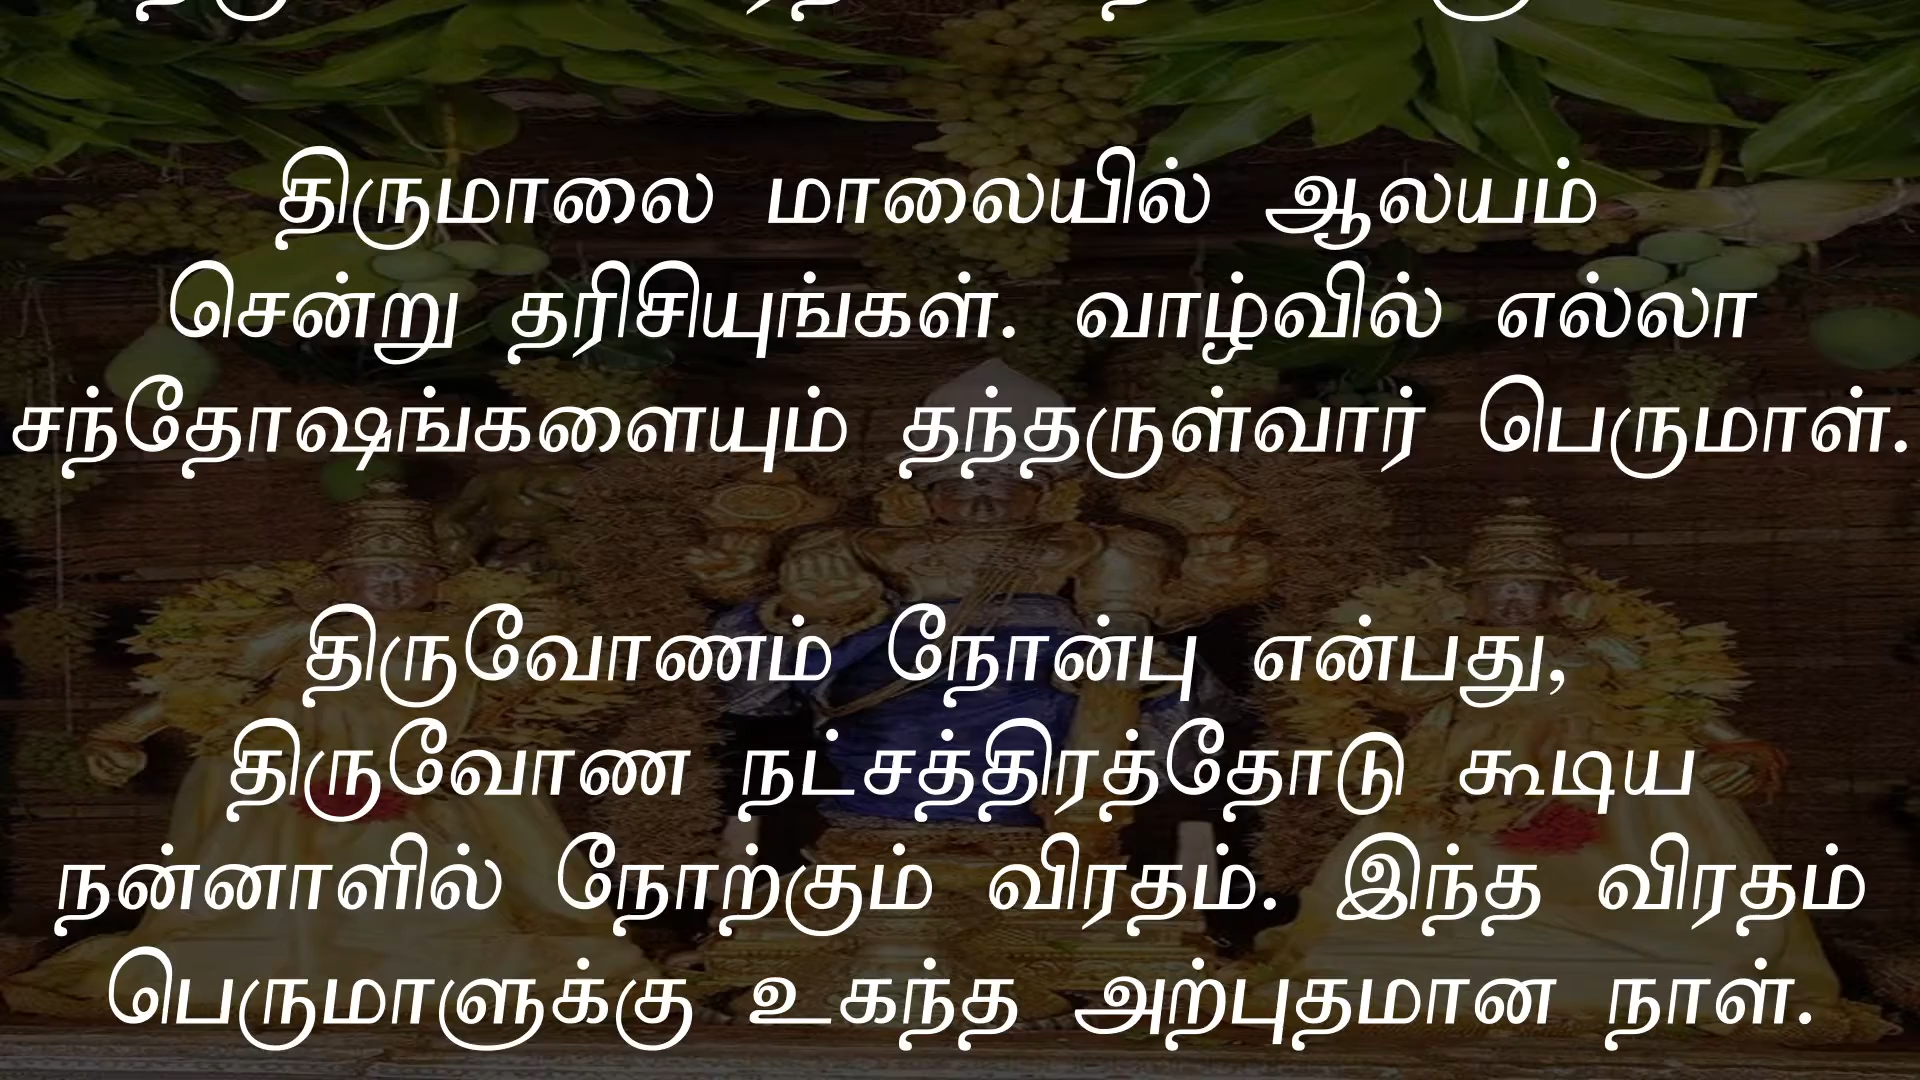 திருமாலை மாலையில் ஆலயம்
சென்று தரிசியுங்கள். வாழ்வில் எல்லா
சந்தோஷங்களையும் தந்தருள்வார் பெருமாள்.
திருவோணம் நோன்பு என்பது,
திருவோண நட்சத்திரத்தோடு கூடிய
நன்னாளில் நோற்கும் விரதம். இந்த விரதம்
பெருமாளுக்கு உகந்த அற்புதமான நாள்.